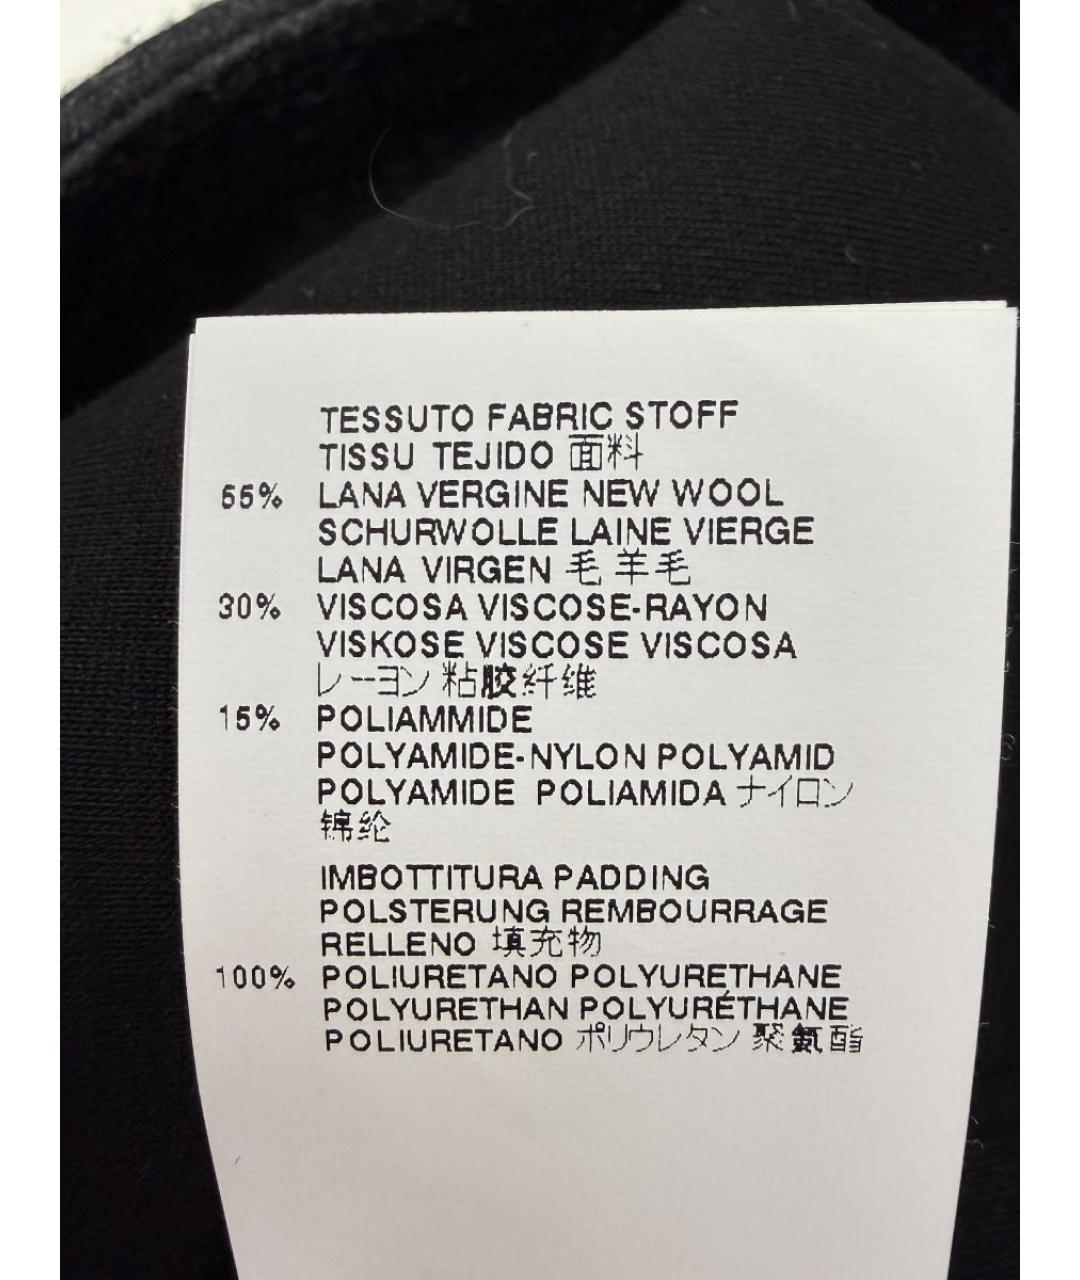 TESSUTO FABRIC STOFF
TISSU TEJIDO 面料
55% LANA VERGINE NEW WOOL
SCHURWOLLE LAINE VIERGE
LANA VIRGEN 毛 羊毛
30% VISCOSA VISCOSE-RAYON
VISKOSE VISCOSE VISCOSA
レーヨン 粘胶纤维
15% POLIAMMIDE
POLYAMIDE-NYLON POLYAMID
POLYAMIDE POLIAMIDA ナイロン
锦纶
IMBOTTITURA PADDING
POLSTERUNG REMBOURRAGE
RELLENO 填充物
100% POLIURETANO POLYURETHANE
POLYURETHAN POLYURÉTHANE
POLIURETANO ポリウレタン 聚氨酯